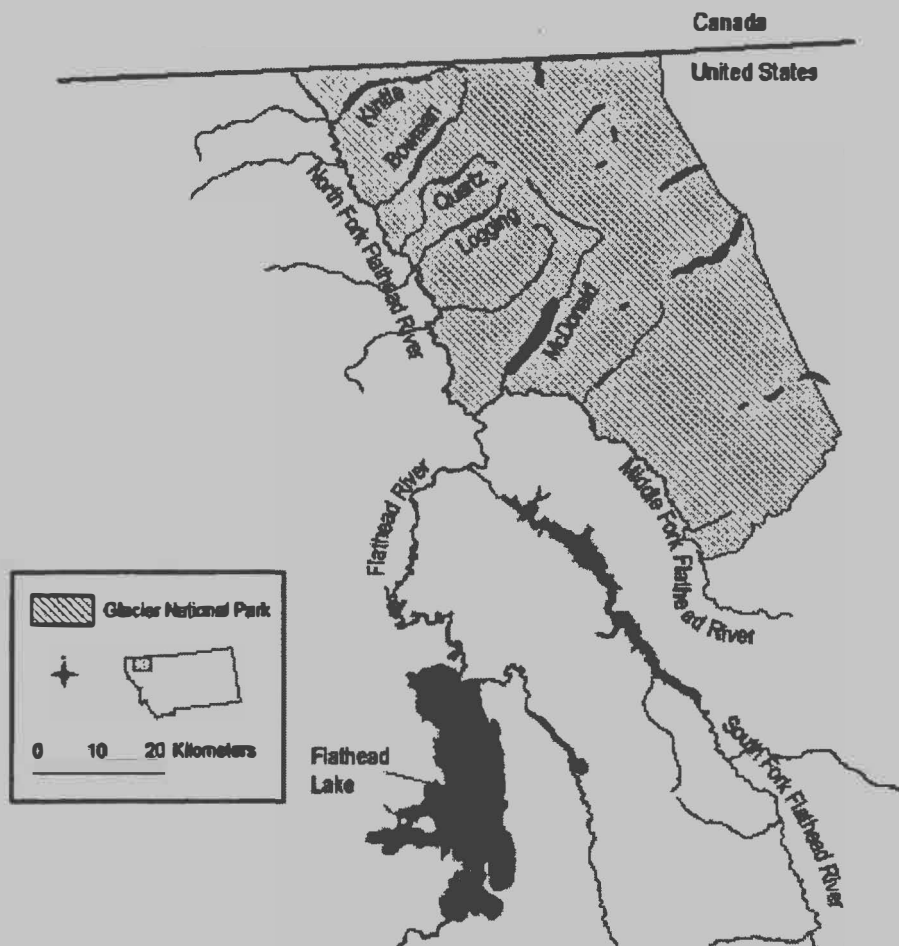 Canada
United States
Kintla
Bowman
Quartz
Logging
McDonald
North Fork Flathead River
Flathead River
Middle Fork Flathead River
South Fork Flathead River
Flathead
Lake
Glacier National Park
0 10 20 Kilometers